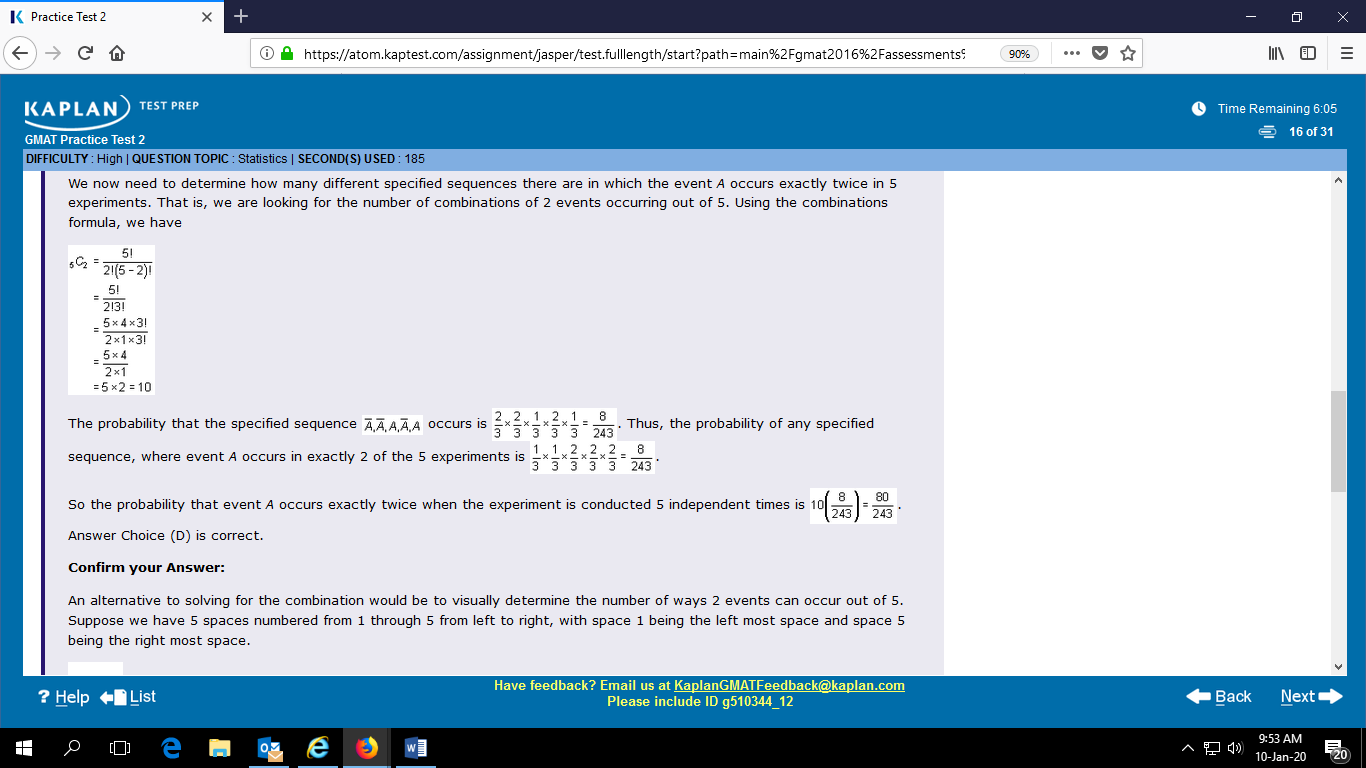 Practice Test 2
https://atom.kaptest.com/assignment/jasper/test.fulllength/start?path=main%2Fgmat2016%2Fassessments%
90%
KAPLAN TEST PREP
GMAT Practice Test 2
Time Remaining 6:05
16 of 31
DIFFICULTY : High | QUESTION TOPIC : Statistics | SECOND(S) USED : 185
We now need to determine how many different specified sequences there are in which the event A occurs exactly twice in 5
experiments. That is, we are looking for the number of combinations of 2 events occurring out of 5. Using the combinations
formula, we have
₅C₂ = 5! / 2!(5 - 2)!
= 5! / 2!3!
= 5×4×3! / 2×1×3!
= 5×4 / 2×1
= 5×2 = 10
The probability that the specified sequence A̅,A̅,A,A̅,A occurs is 2/3 × 2/3 × 1/3 × 2/3 × 1/3 = 8/243. Thus, the probability of any specified
sequence, where event A occurs in exactly 2 of the 5 experiments is 1/3 × 1/3 × 2/3 × 2/3 × 2/3 = 8/243.
So the probability that event A occurs exactly twice when the experiment is conducted 5 independent times is 10(8/243) = 80/243.
Answer Choice (D) is correct.
Confirm your Answer:
An alternative to solving for the combination would be to visually determine the number of ways 2 events can occur out of 5.
Suppose we have 5 spaces numbered from 1 through 5 from left to right, with space 1 being the left most space and space 5
being the right most space.
? Help List
Have feedback? Email us at KaplanGMATFeedback@kaplan.com
Please include ID g510344_12
Back Next
9:53 AM
10-Jan-20
20